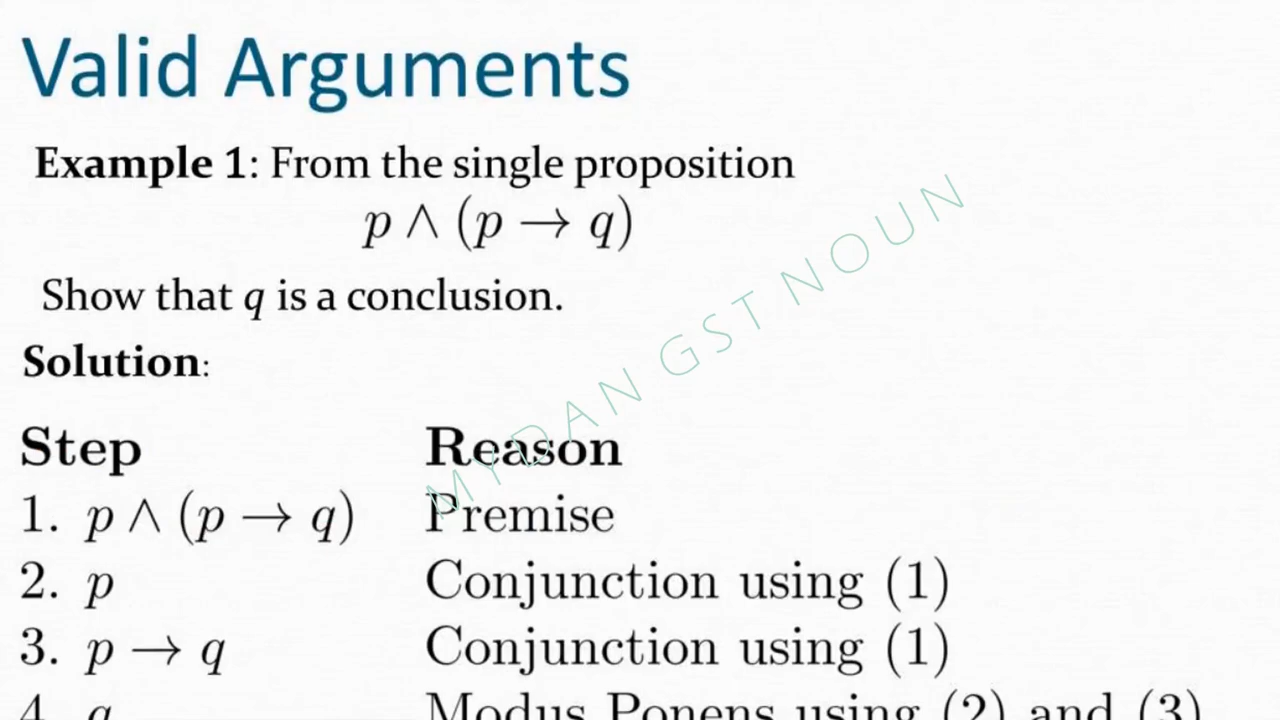 Valid Arguments
Example 1: From the single proposition
p ∧ (p → q)
Show that q is a conclusion.
Solution:
Step Reason
1. p ∧ (p → q) Premise
2. p Conjunction using (1)
3. p → q Conjunction using (1)
4. q Modus Ponens using (2) and (3)
MYDAN GST NOUN